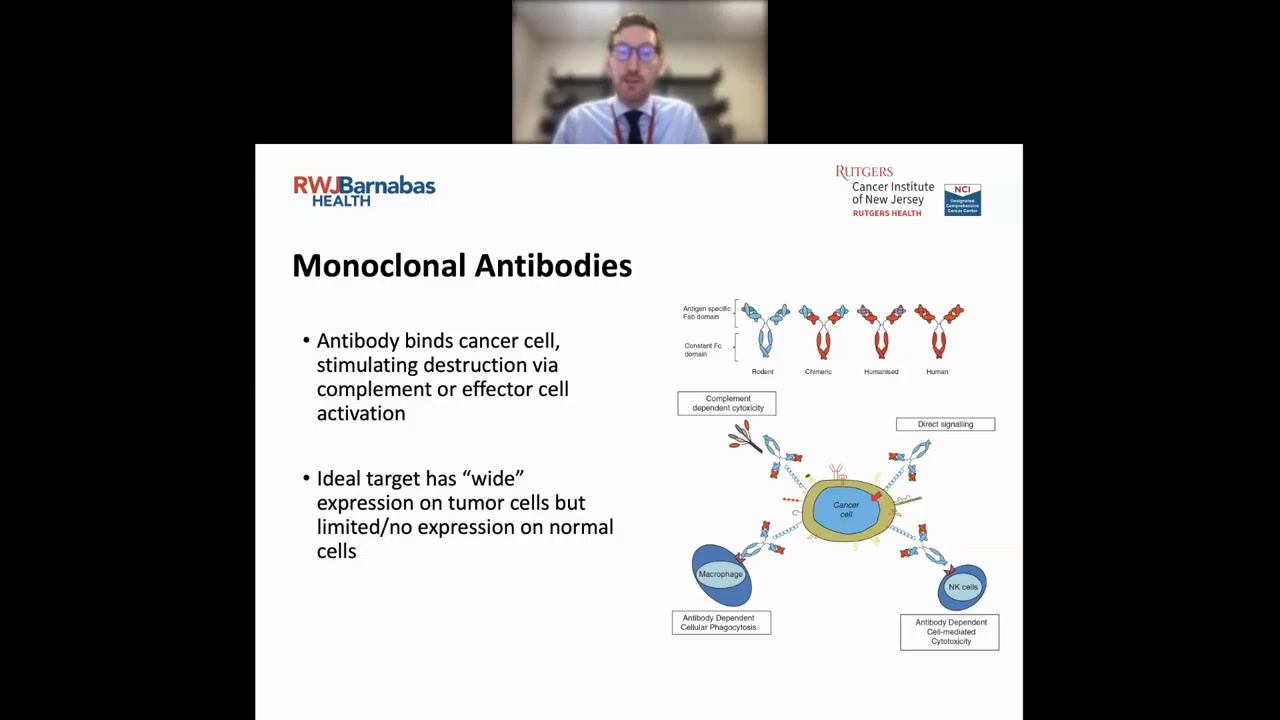 RWJBarnabas
HEALTH
RUTGERS
Cancer Institute
of New Jersey
RUTGERS HEALTH
NCI
Designated
Comprehensive
Cancer Center
Monoclonal Antibodies
• Antibody binds cancer cell,
stimulating destruction via
complement or effector cell
activation
• Ideal target has “wide”
expression on tumor cells but
limited/no expression on normal
cells
Antigen specific
Fab domain
Constant Fc
domain
Rodent
Chimeric
Humanised
Human
Complement
dependent cytoxicity
Direct signalling
Cancer
cell
Macrophage
NK cells
Antibody Dependent
Cellular Phagocytosis
Antibody Dependent
Cell-mediated
Cytotoxicity